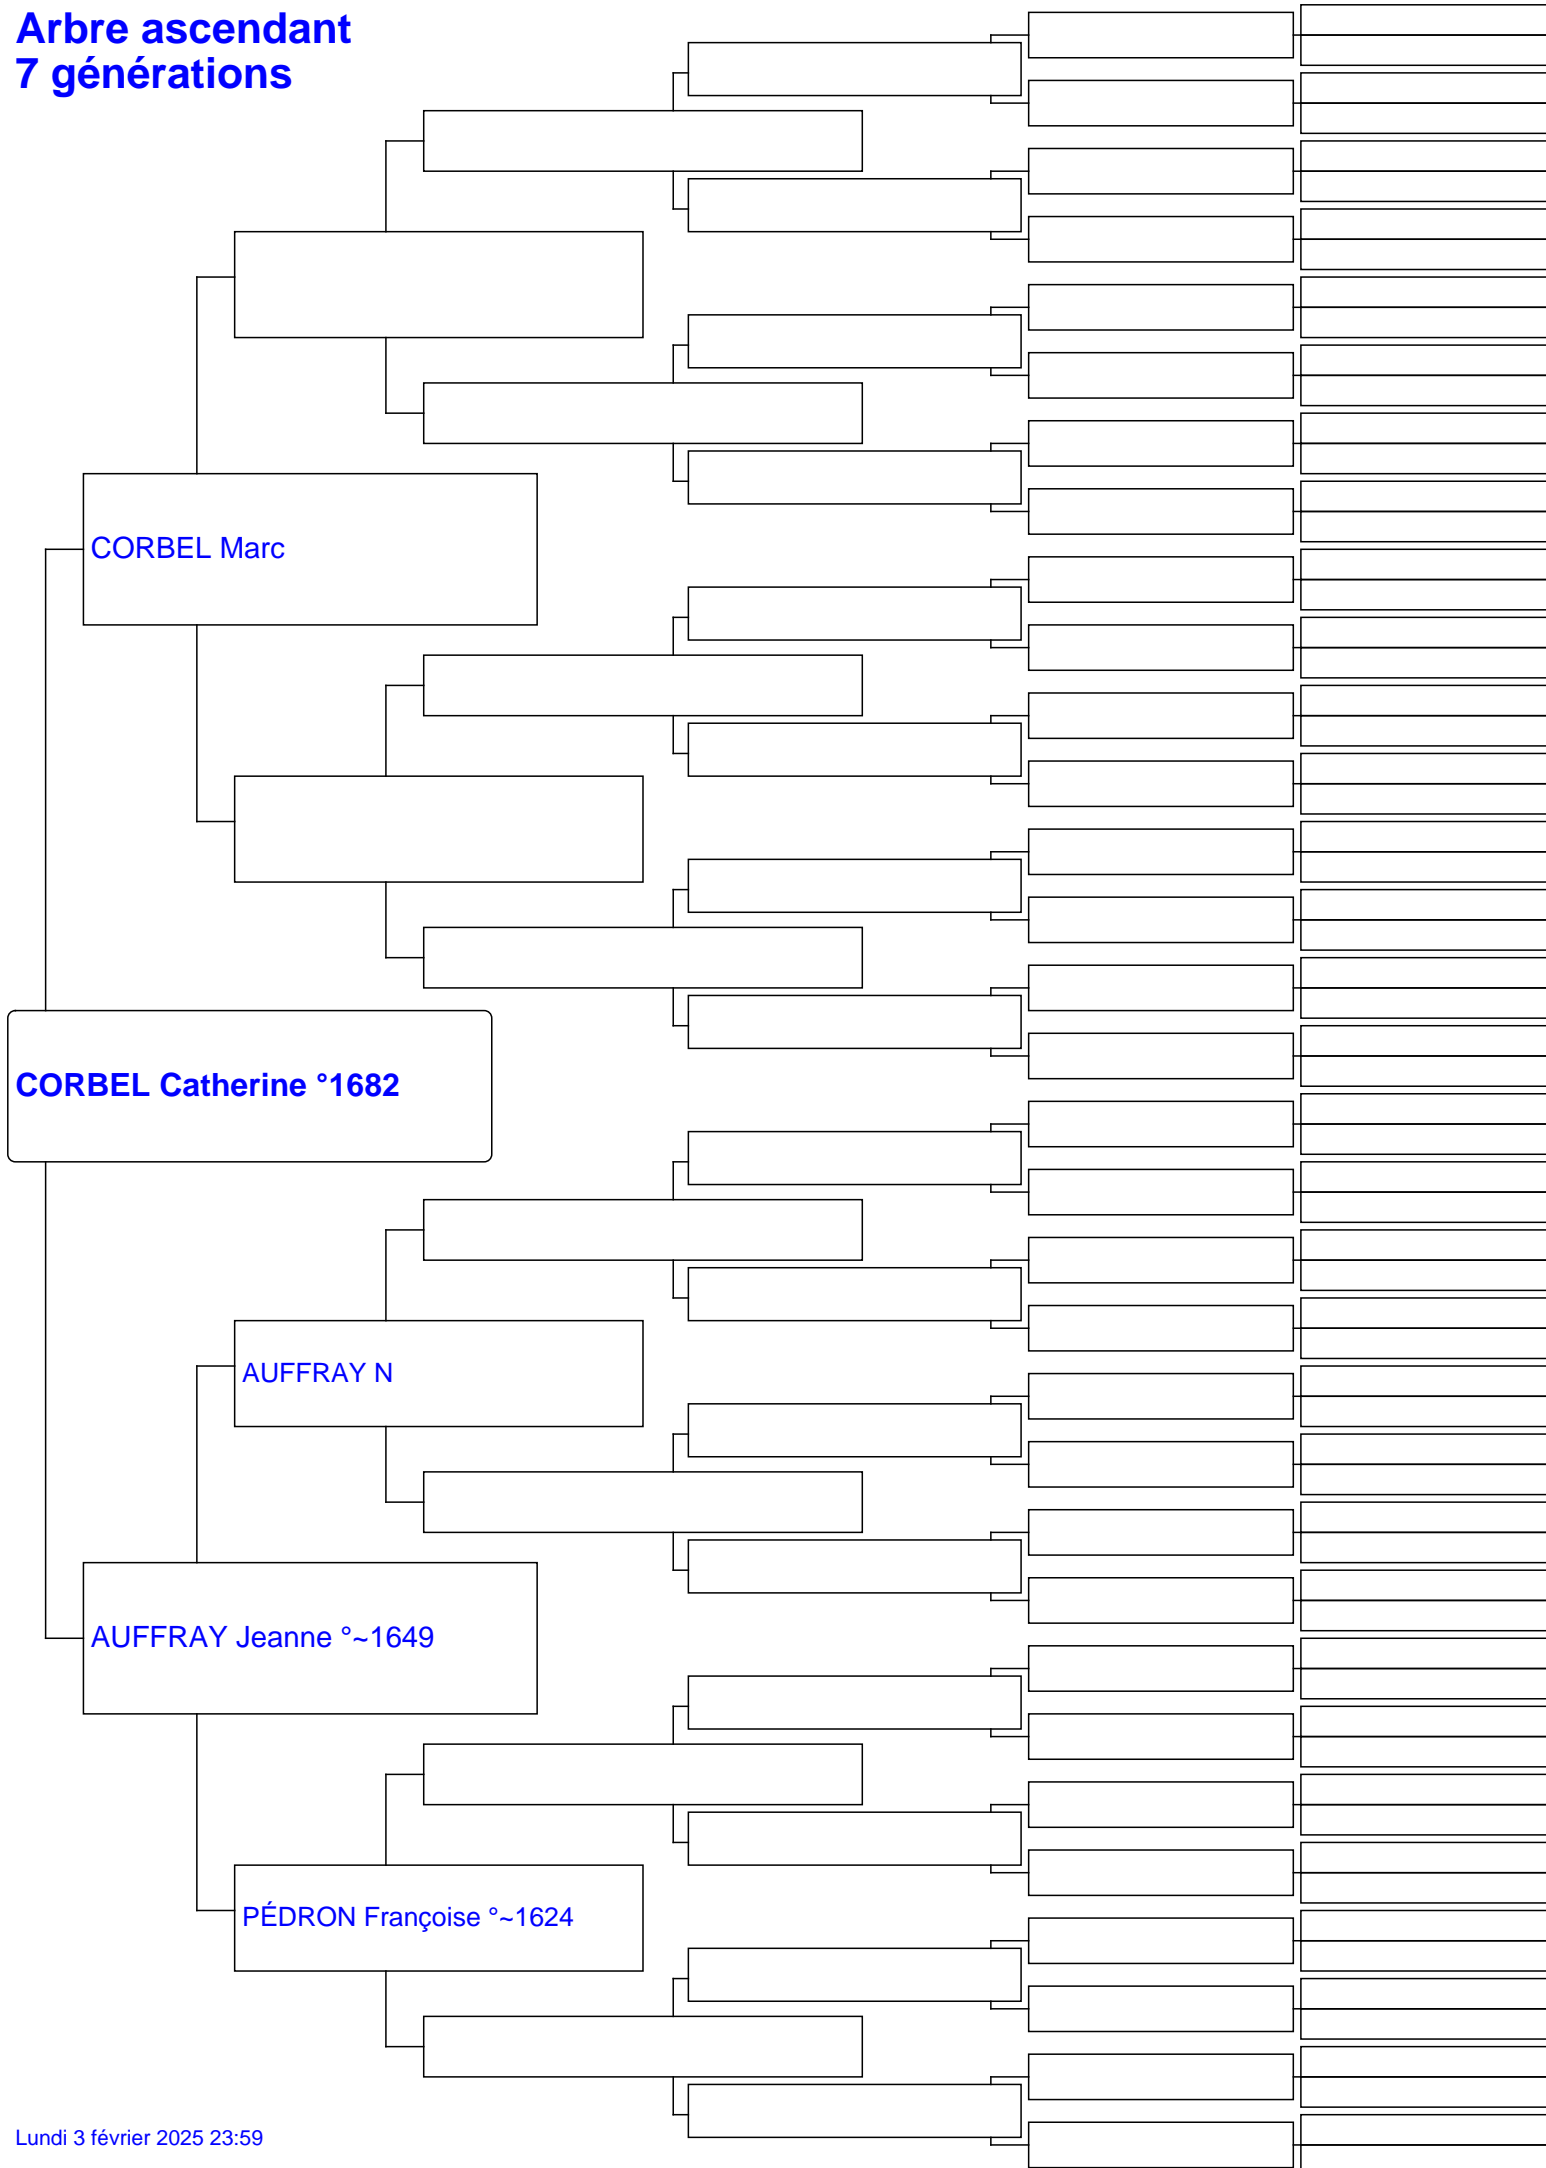 Arbre ascendant
7 générations
CORBEL Marc
CORBEL Catherine °1682
AUFFRAY N
AUFFRAY Jeanne °~1649
PÉDRON Françoise °~1624
Lundi 3 février 2025 23:59